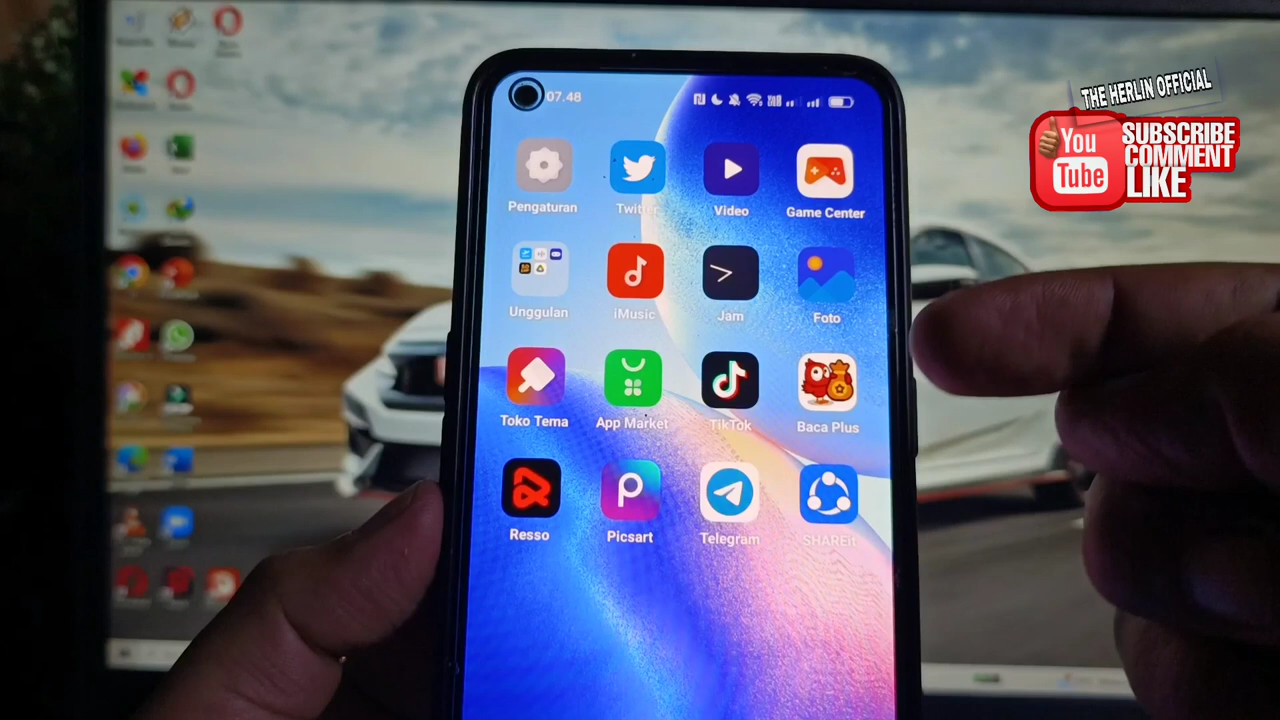 THE HERLIN OFFICIAL
You
Tube
SUBSCRIBE
COMMENT
LIKE
07.48
Pengaturan
Twitter
Video
Game Center
Unggulan
iMusic
Jam
Foto
Toko Tema
App Market
TikTok
Baca Plus
Resso
Picsart
Telegram
SHAREit